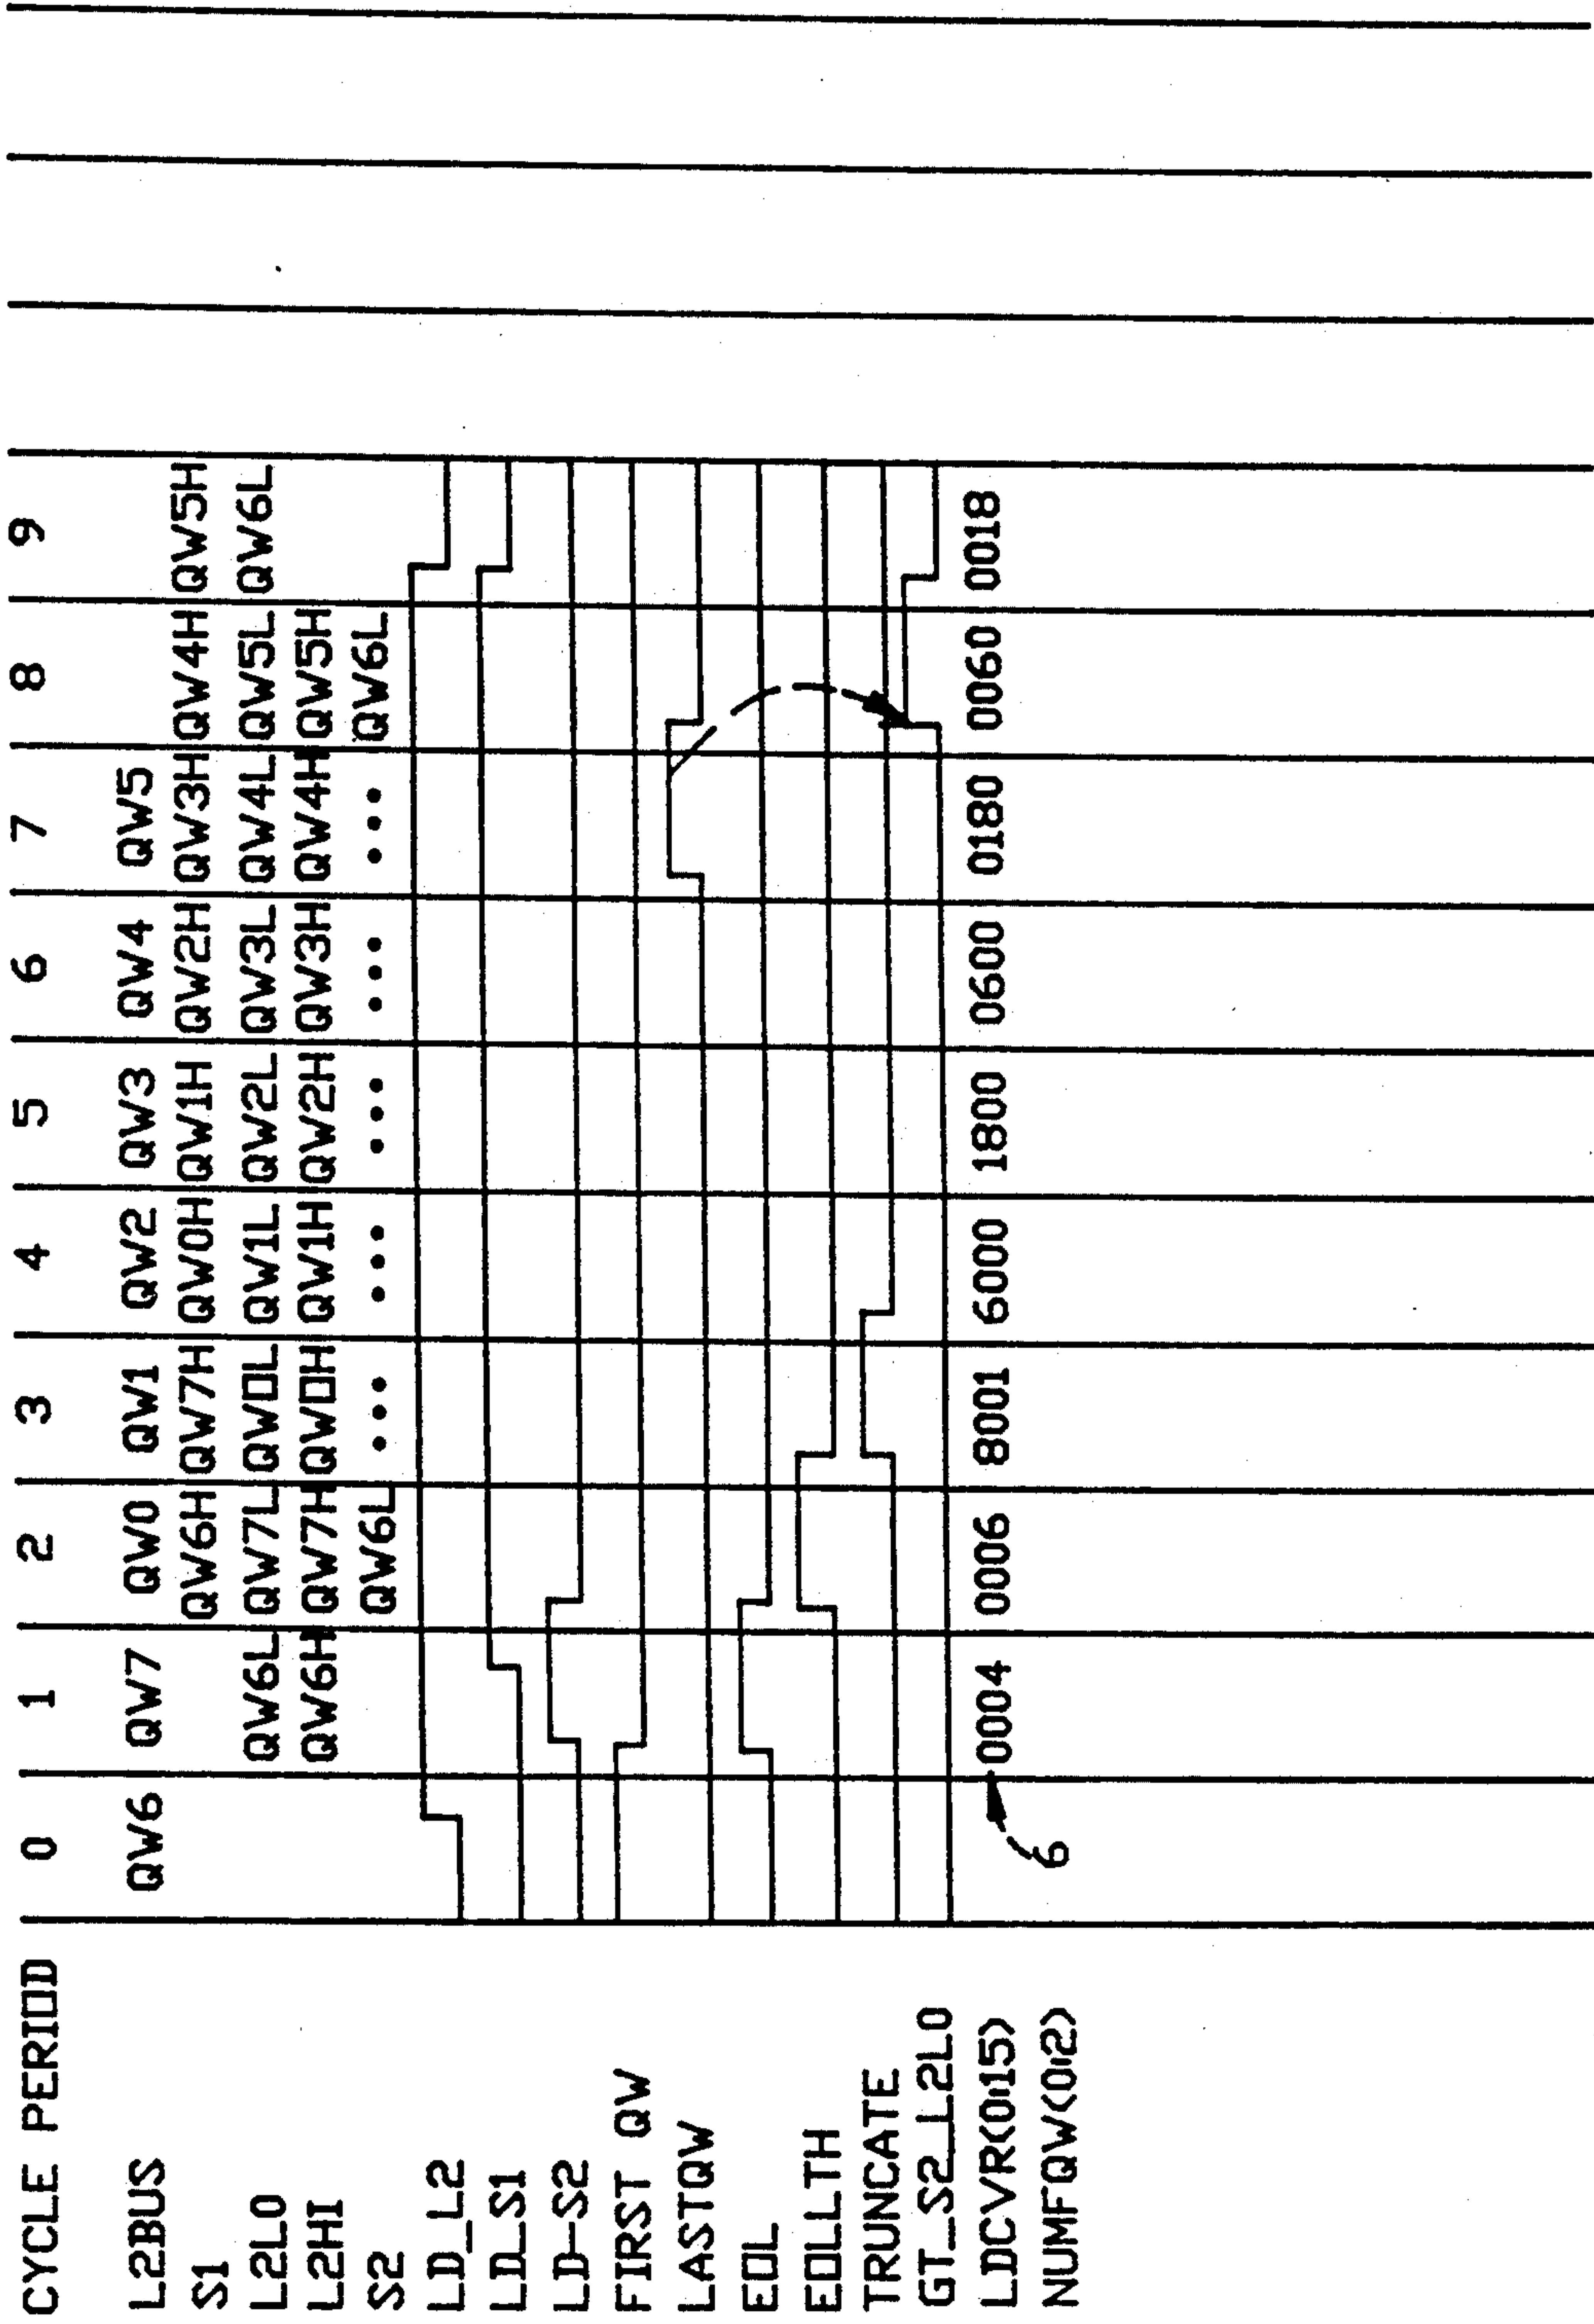 CYCLE PERIOD 0 1 2 3 4 5 6 7 8 9
L2BUS QW6 QW7 QW0 QW1 QW2 QW3 QW4 QW5
S1 QW6H QW7H QW0H QW1H QW2H QW3H QW4H QW5H
L2LO QW6L QW7L QW0L QW1L QW2L QW3L QW4L QW5L QW6L
L2HI QW6H QW7H QW0H QW1H QW2H QW3H QW4H QW5H
S2 QW6L ... ... ... ... ... QW6L
LD_L2
LD_S1
LD-S2
FIRST QW
LASTQW
EOL
EOLLTH
TRUNCATE
GT_S2_L2LO
LDCVR(0:15) 0004 0006 8001 6000 1800 0600 0180 0060 0018
NUMFQW(0:2) 6